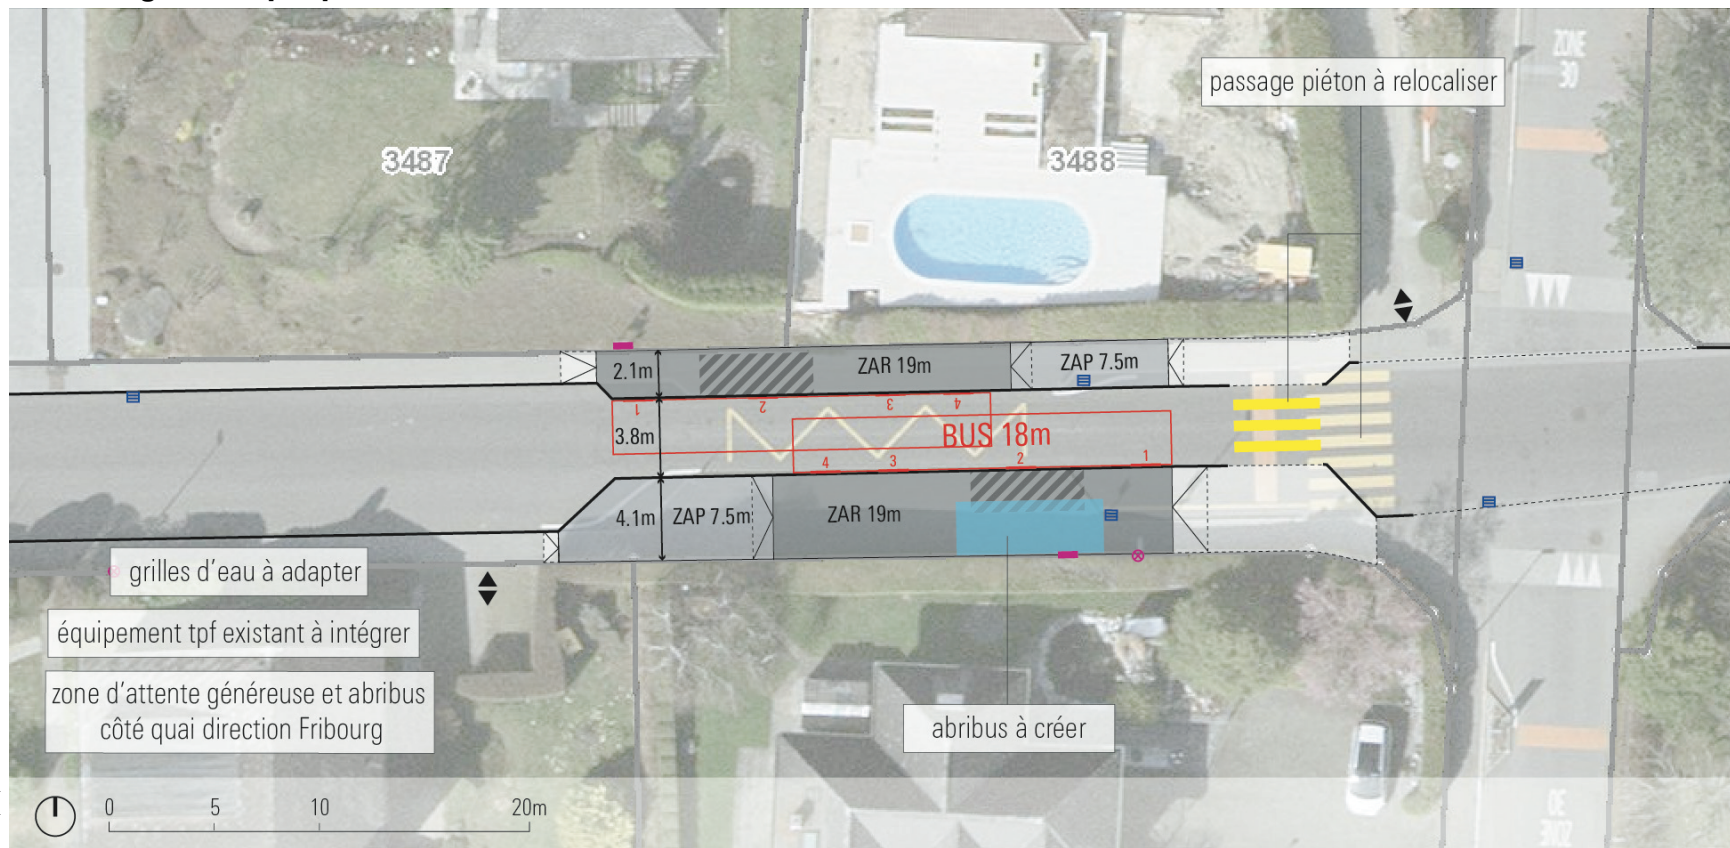 passage piéton à relocaliser
ZONE
30
3487
3488
2.1m
ZAR 19m
ZAP 7.5m
1
2
3
4
3.8m
BUS 18m
4
3
2
1
4.1m
ZAP 7.5m
ZAR 19m
grilles d'eau à adapter
équipement tpf existant à intégrer
zone d'attente généreuse et abribus
côté quai direction Fribourg
abribus à créer
0
5
10
20m
30
ZONE